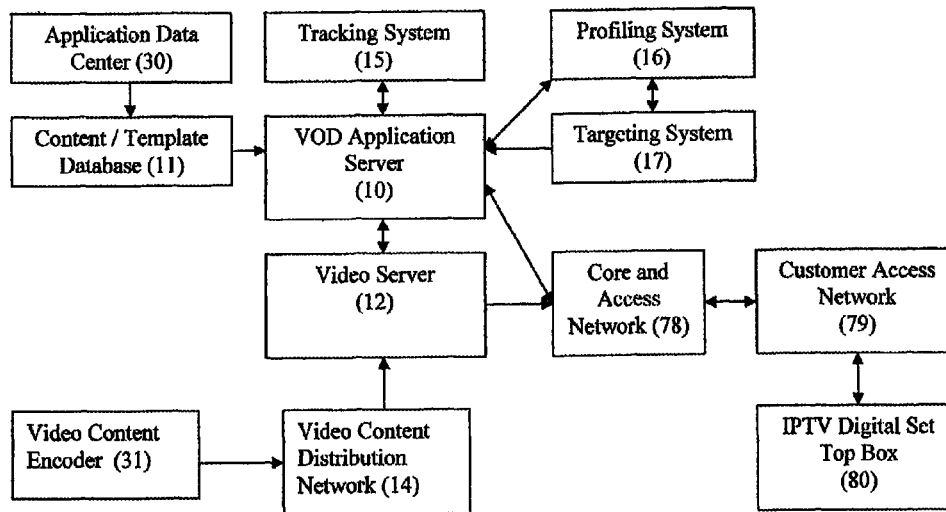 Application Data
Center (30)
Tracking System
(15)
Profiling System
(16)
Content / Template
Database (11)
VOD Application
Server
(10)
Targeting System
(17)
Video Server
(12)
Core and
Access
Network (78)
Customer Access
Network
(79)
Video Content
Encoder (31)
Video Content
Distribution
Network (14)
IPTV Digital Set
Top Box
(80)